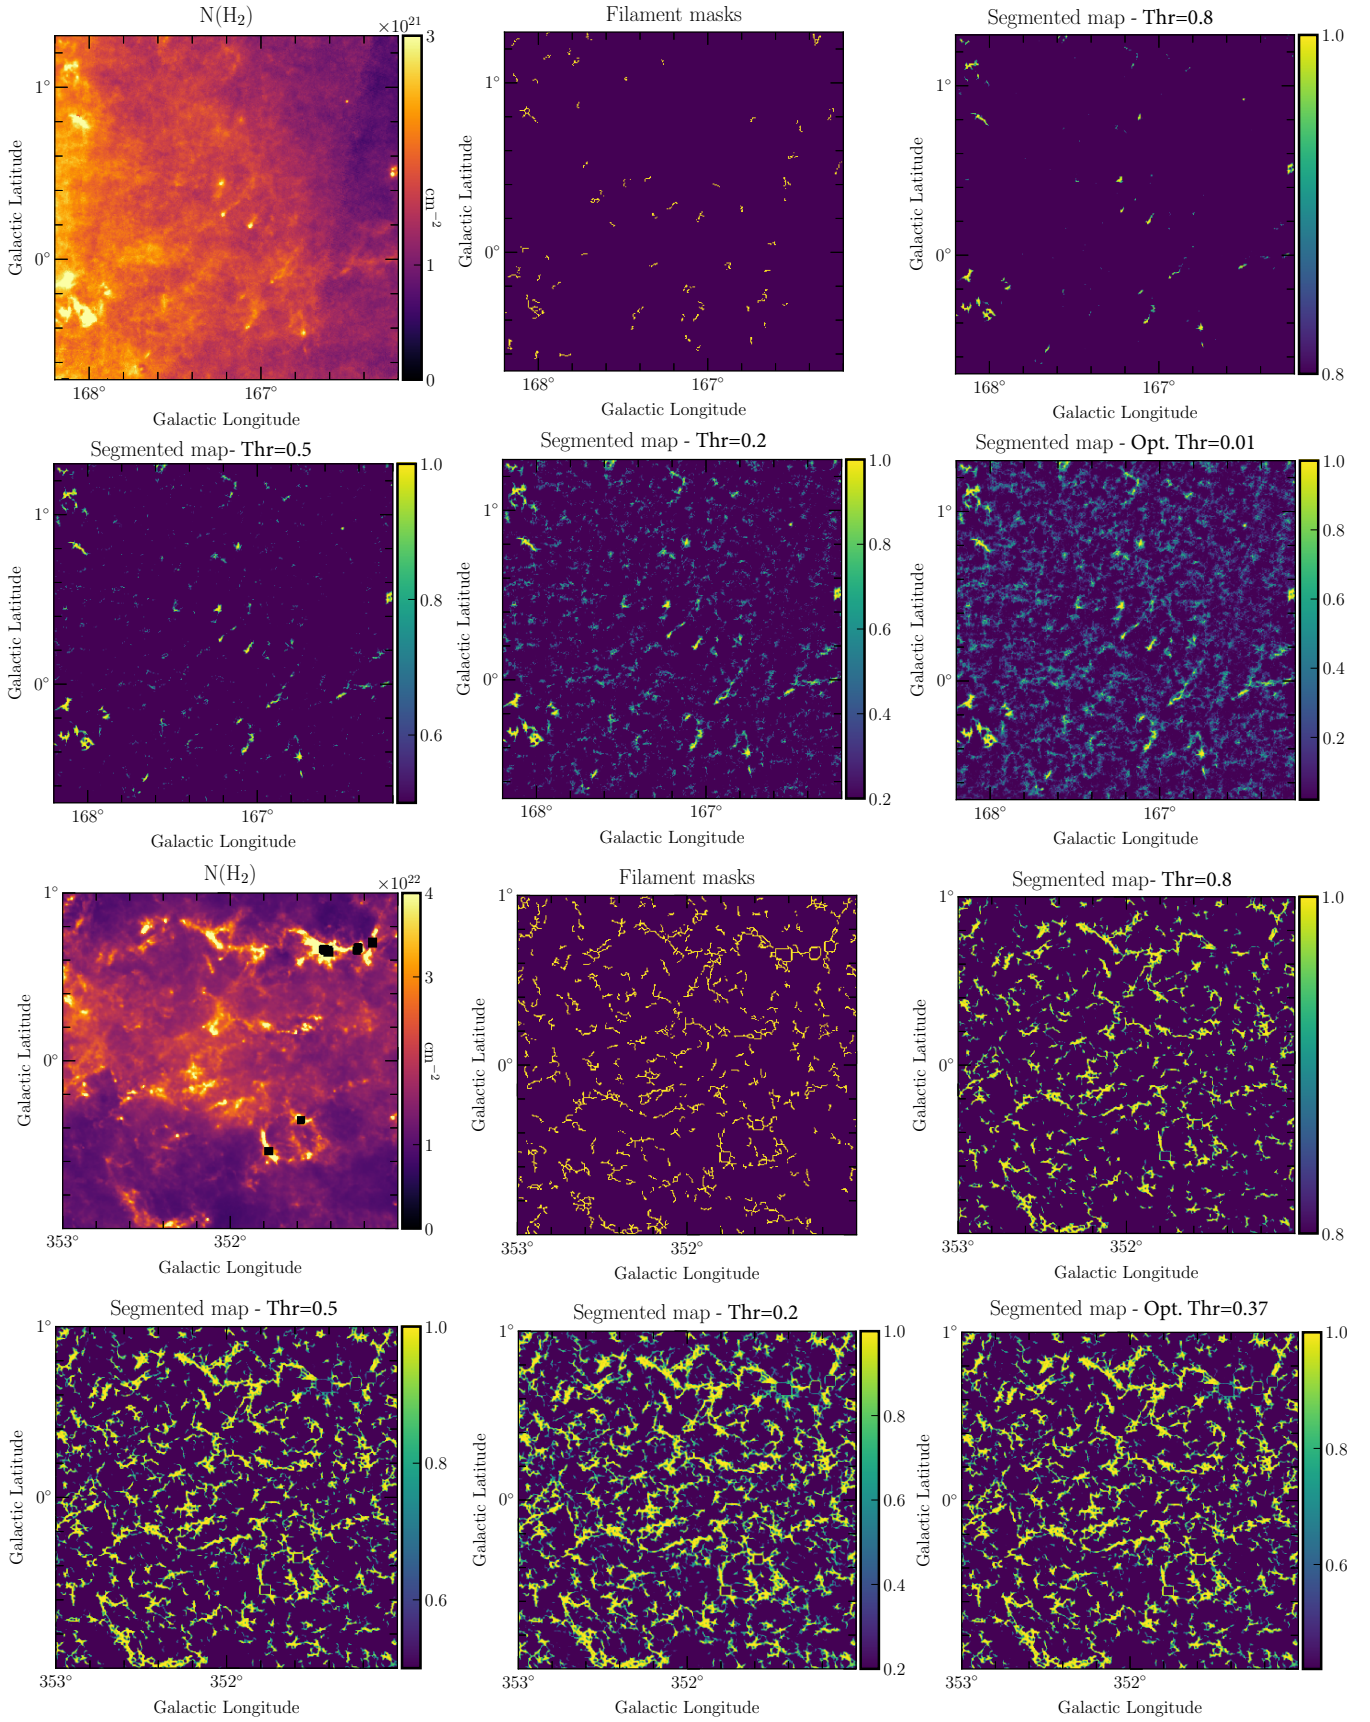 N(H₂)
×10²¹
3
1
0
cm⁻²
1°
0°
168°
167°
Galactic Latitude
Galactic Longitude
Filament masks
1°
0°
168°
167°
Galactic Latitude
Galactic Longitude
Segmented map - Thr=0.8
1.0
0.8
1°
0°
168°
167°
Galactic Latitude
Galactic Longitude
Segmented map- Thr=0.5
1.0
0.8
0.6
1°
0°
168°
167°
Galactic Latitude
Galactic Longitude
Segmented map - Thr=0.2
1.0
0.8
0.6
0.4
0.2
1°
0°
168°
167°
Galactic Latitude
Galactic Longitude
Segmented map - Opt. Thr=0.01
1.0
0.8
0.6
0.4
0.2
1°
0°
168°
167°
Galactic Latitude
Galactic Longitude
N(H₂)
×10²²
4
3
1
0
cm⁻²
1°
0°
353°
352°
Galactic Latitude
Galactic Longitude
Filament masks
1°
0°
353°
352°
Galactic Latitude
Galactic Longitude
Segmented map- Thr=0.8
1.0
0.8
1°
0°
353°
352°
Galactic Latitude
Galactic Longitude
Segmented map - Thr=0.5
1.0
0.8
0.6
1°
0°
353°
352°
Galactic Latitude
Galactic Longitude
Segmented map - Thr=0.2
1.0
0.8
0.6
0.4
0.2
1°
0°
353°
352°
Galactic Latitude
Galactic Longitude
Segmented map - Opt. Thr=0.37
1.0
0.8
0.6
1°
0°
353°
352°
Galactic Latitude
Galactic Longitude